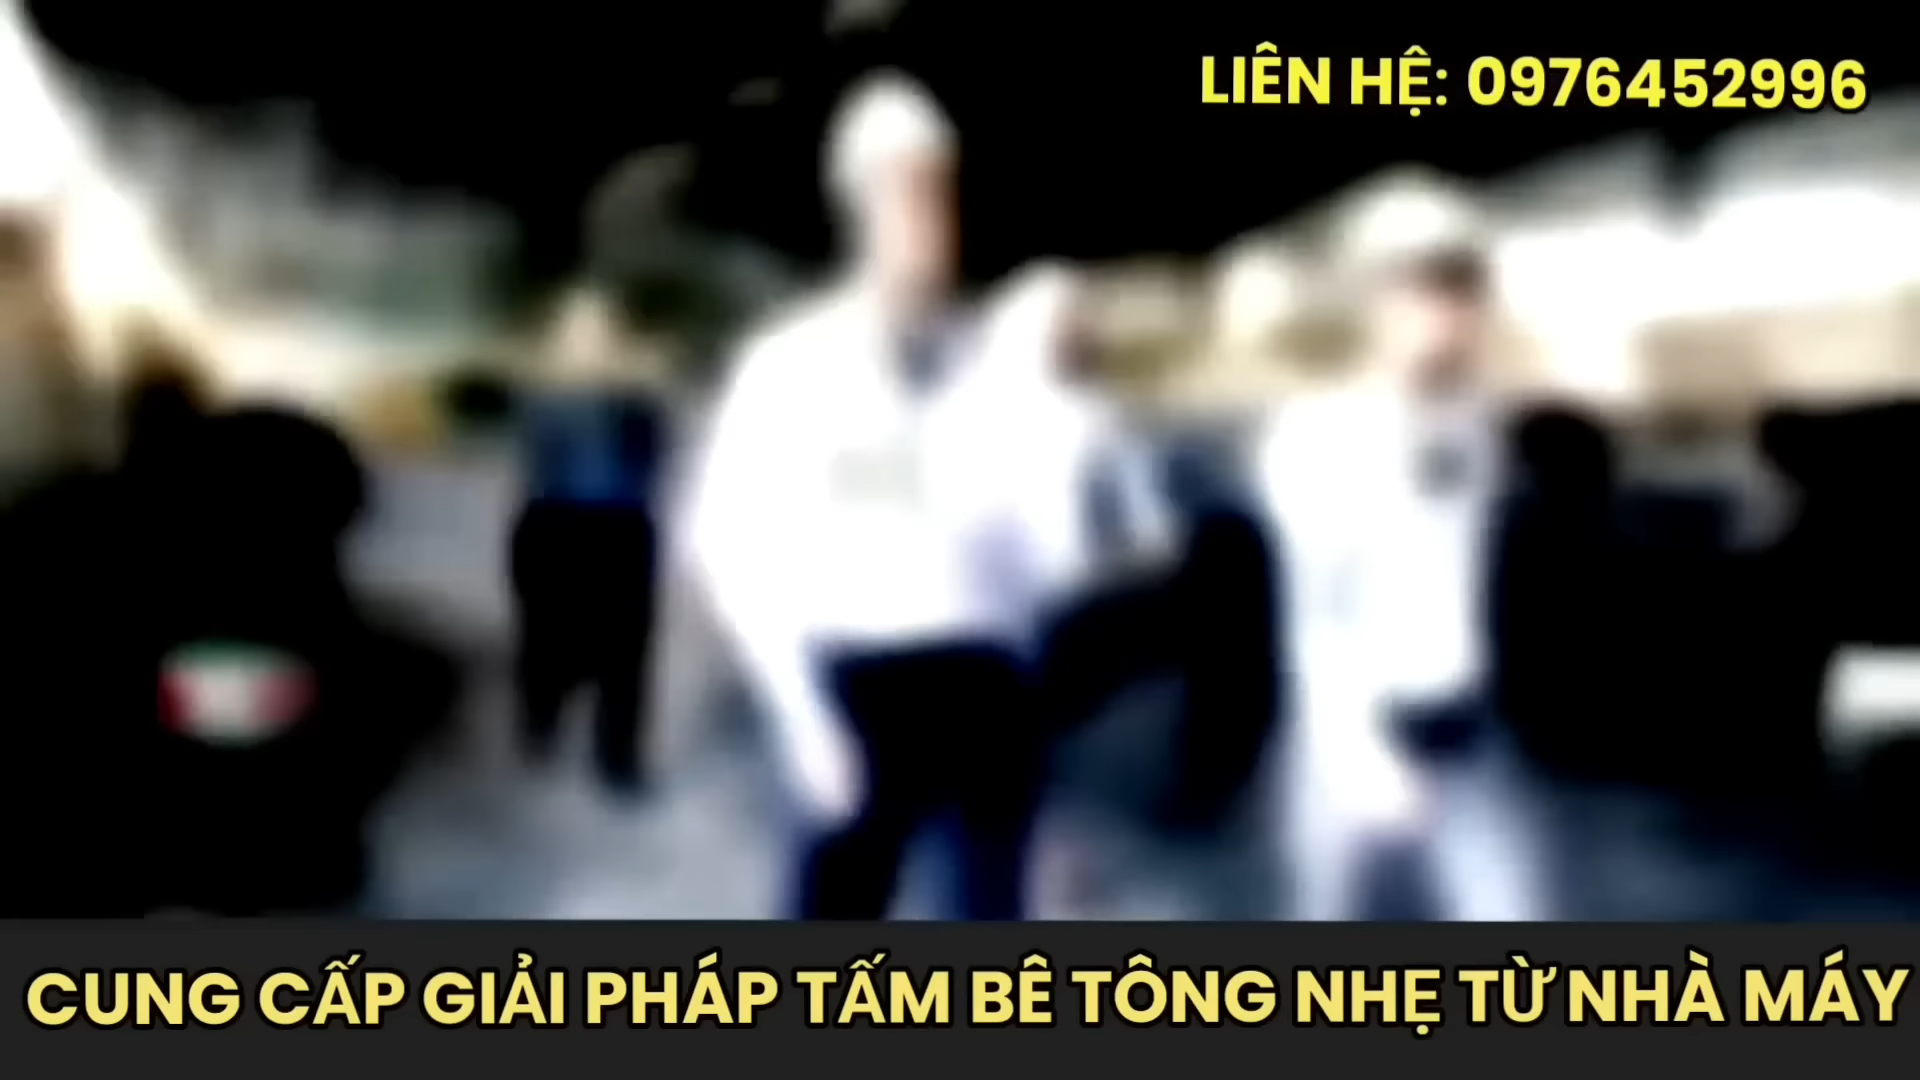 LIÊN HỆ: 0976452996
CUNG CẤP GIẢI PHÁP TẤM BÊ TÔNG NHẸ TỪ NHÀ MÁY